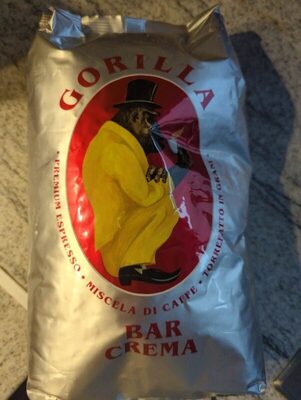 GORILLA
• PREMIUM ESPRESSO • MISCELA DI CAFFE • TORREFATTO IN GRANI •
BAR
CREMA